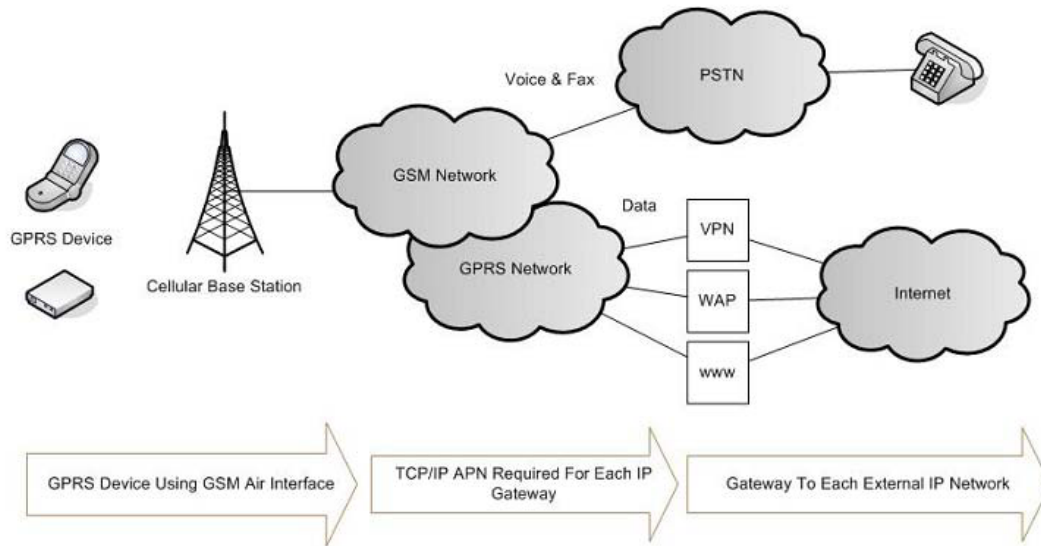 PSTN
Voice & Fax
GSM Network
GPRS Device
Cellular Base Station
Data
GPRS Network
VPN
WAP
www
Internet
GPRS Device Using GSM Air Interface
TCP/IP APN Required For Each IP
Gateway
Gateway To Each External IP Network